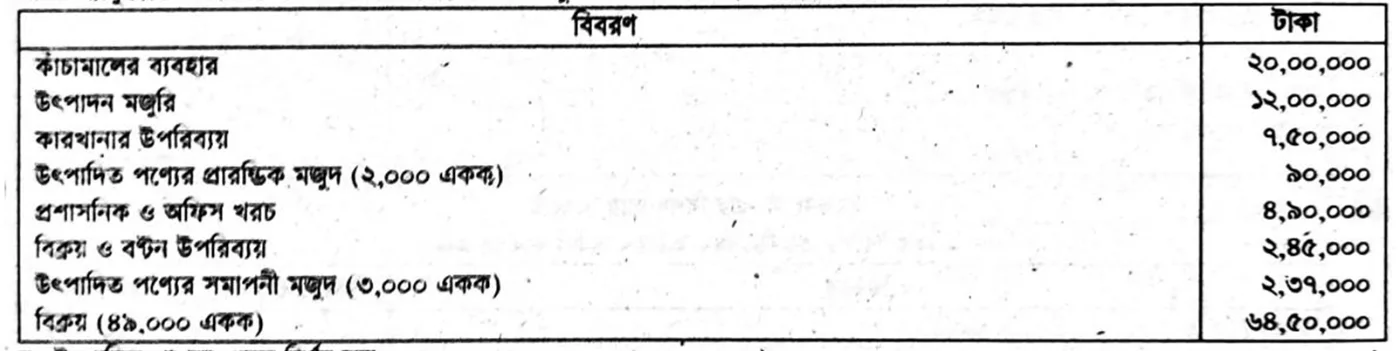 বিবরণ টাকা
কাঁচামালের ব্যবহার ২০,০০,০০০
উৎপাদন মজুরি ১২,০০,০০০
কারখানার উপরিব্যয় ৭,৫০,০০০
উৎপাদিত পণ্যের প্রারম্ভিক মজুদ (২,০০০ একক) ৯০,০০০
প্রশাসনিক ও অফিস খরচ ৪,৯০,০০০
বিক্রয় ও বণ্টন উপরিব্যয় ২,৪৫,০০০
উৎপাদিত পণ্যের সমাপনী মজুদ (৩,০০০ একক) ২,৩৭,০০০
বিক্রয় (৪৯,০০০ একক) ৬৪,৫০,০০০